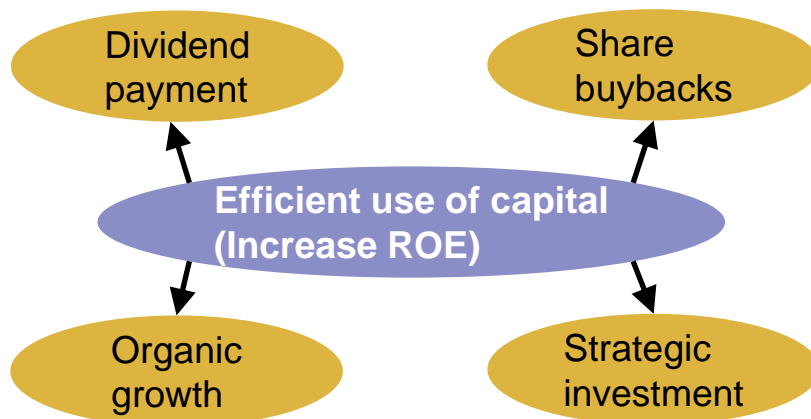 Dividend
payment
Share
buybacks
Efficient use of capital
(Increase ROE)
Organic
growth
Strategic
investment